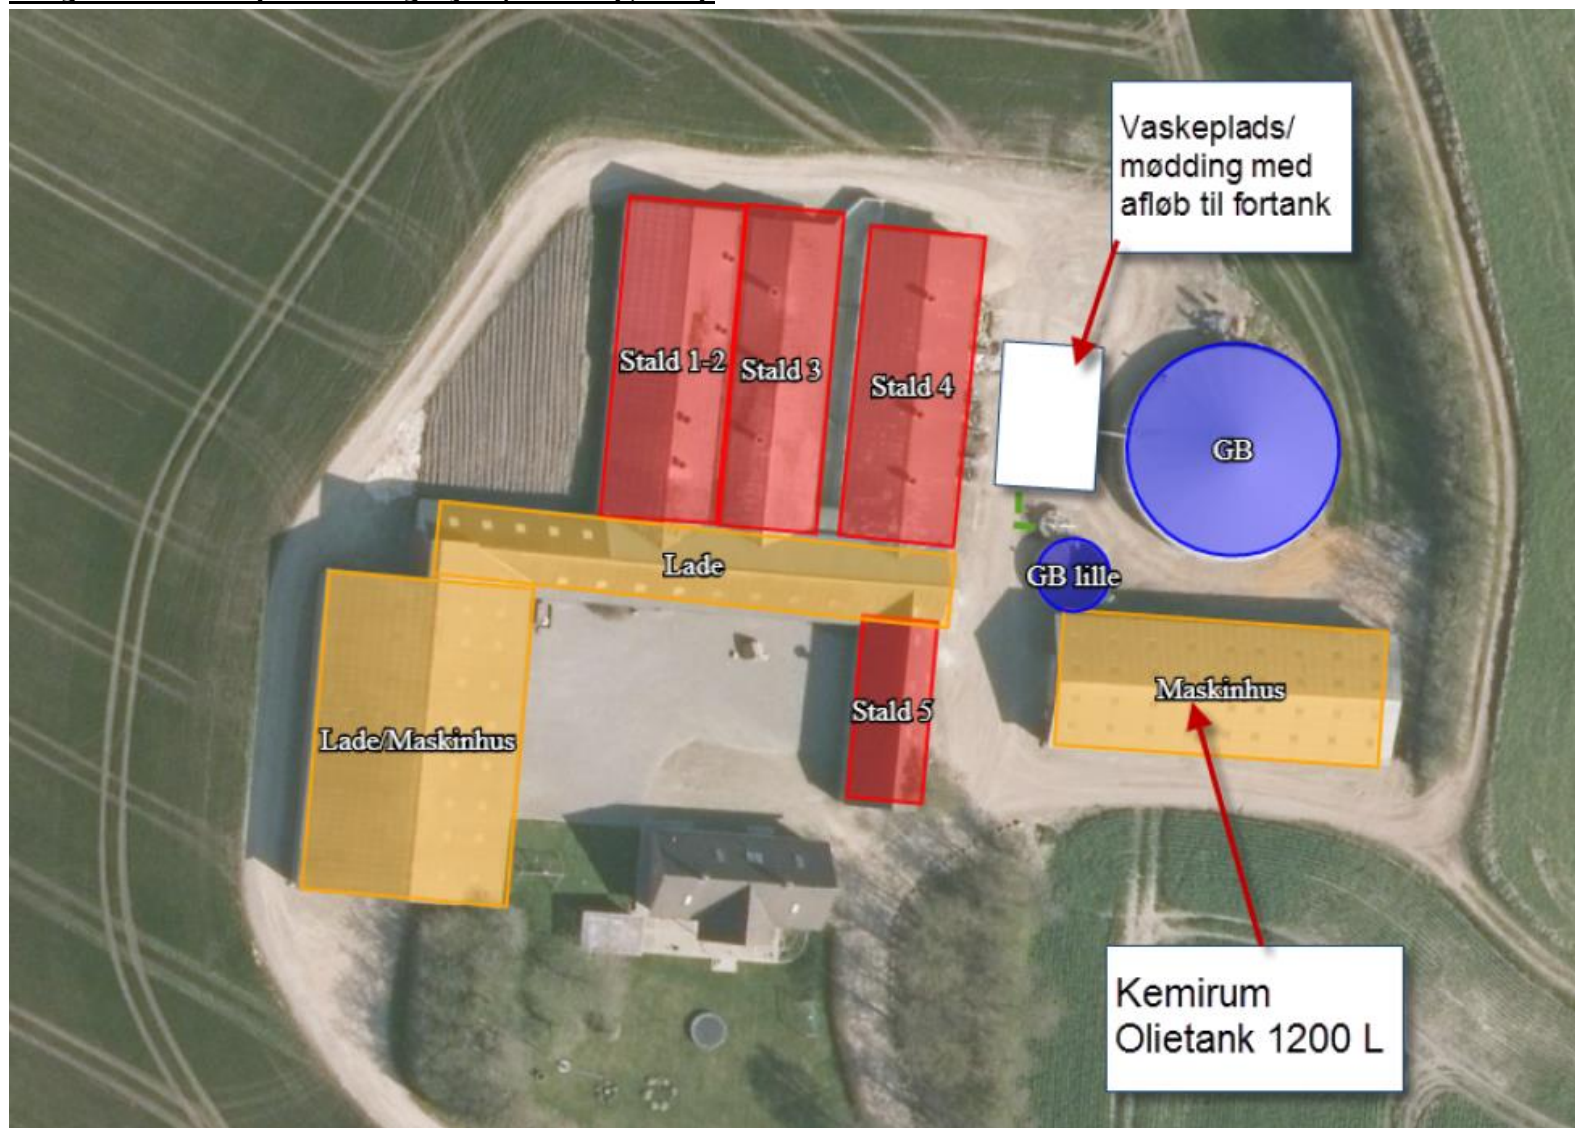 Vaskeplads/
mødding med
afløb til fortank
Stald 1-2
Stald 3
Stald 4
GB
Lade
GB lille
Maskinhus
Stald 5
Lade/Maskinhus
Kemirum
Olietank 1200 L